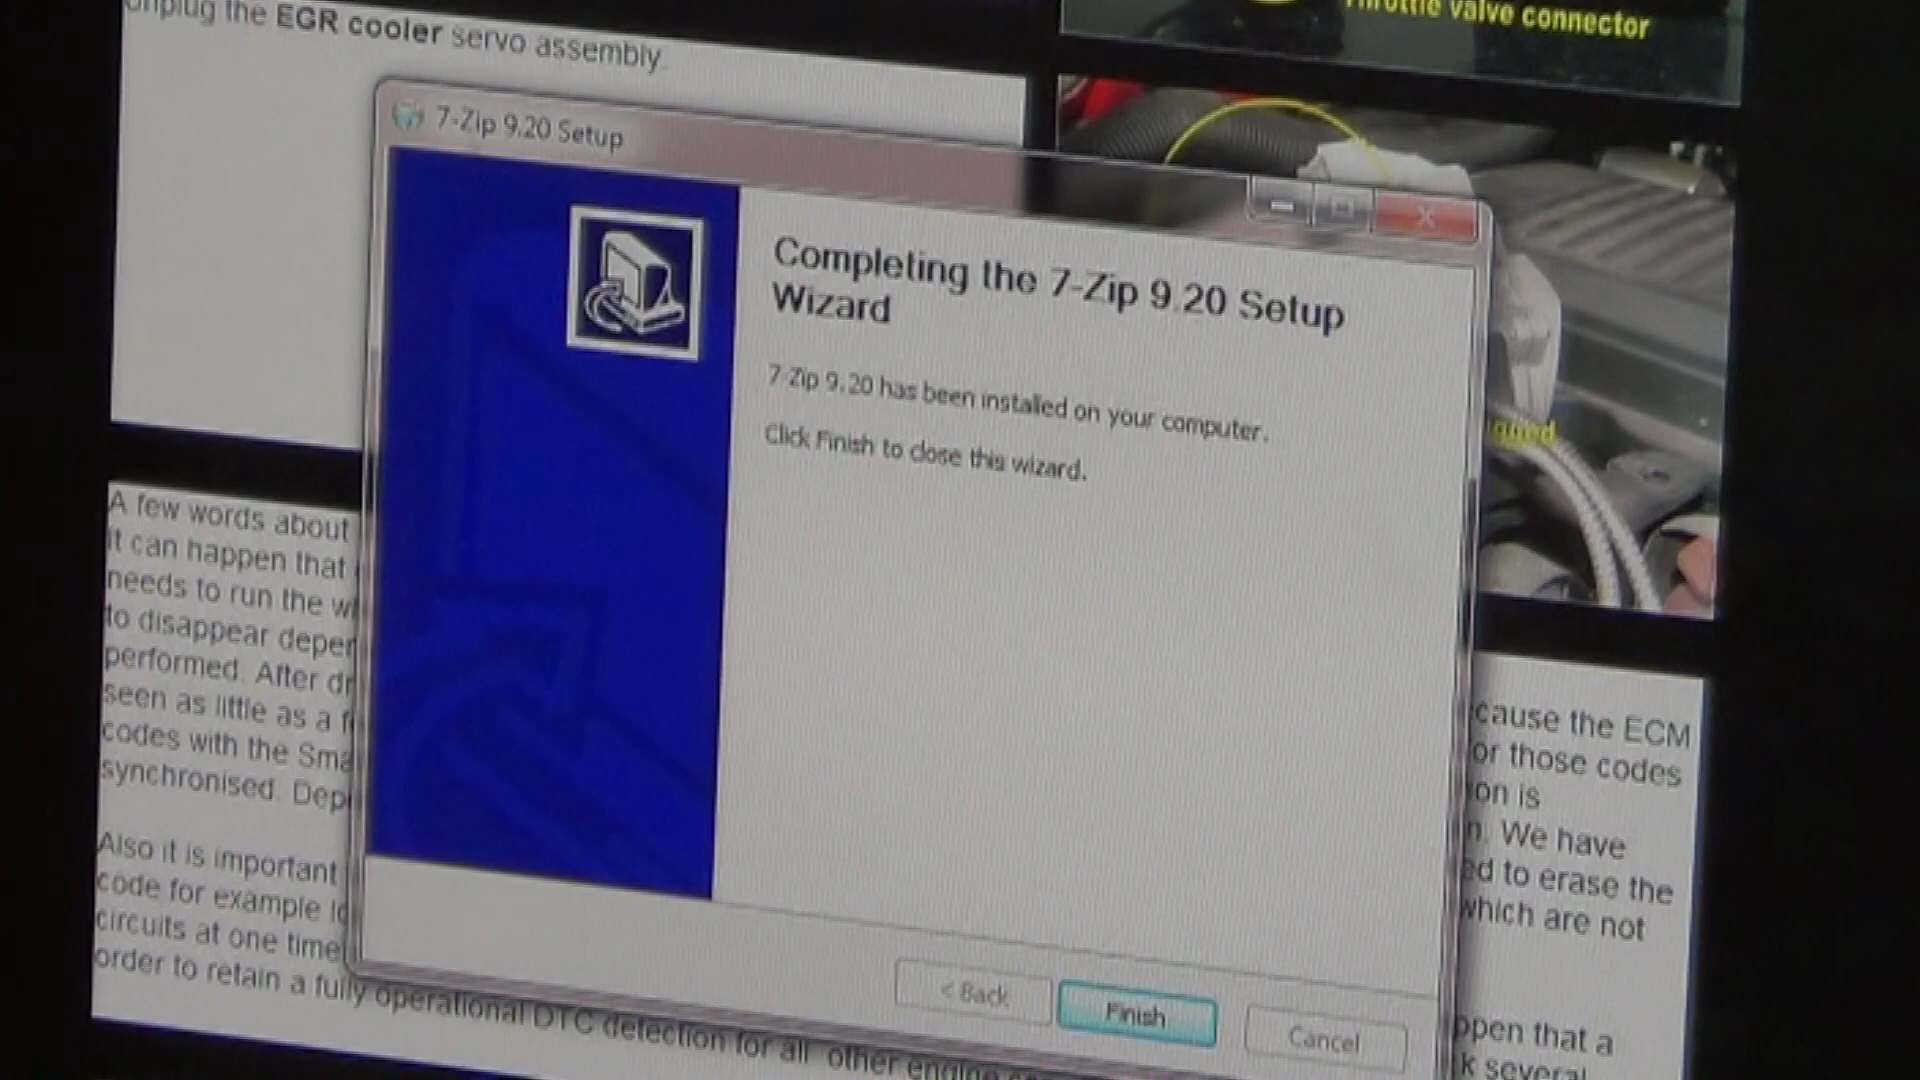 Unplug the EGR cooler servo assembly.
Throttle valve connector
7-Zip 9.20 Setup
Completing the 7-Zip 9.20 Setup
Wizard
7-Zip 9.20 has been installed on your computer.
Click Finish to close this wizard.
A few words about
It can happen that
needs to run the
to disappear
performed. After
seen as little as a
codes with the
synchronised.
Also it is important
code for example
circuits at one time
order to retain a fully operational DTC detection for all other
cause the ECM
or those codes
on is
We have
ed to erase the
which are not
ppen that a
k several
< Back
Finish
Cancel